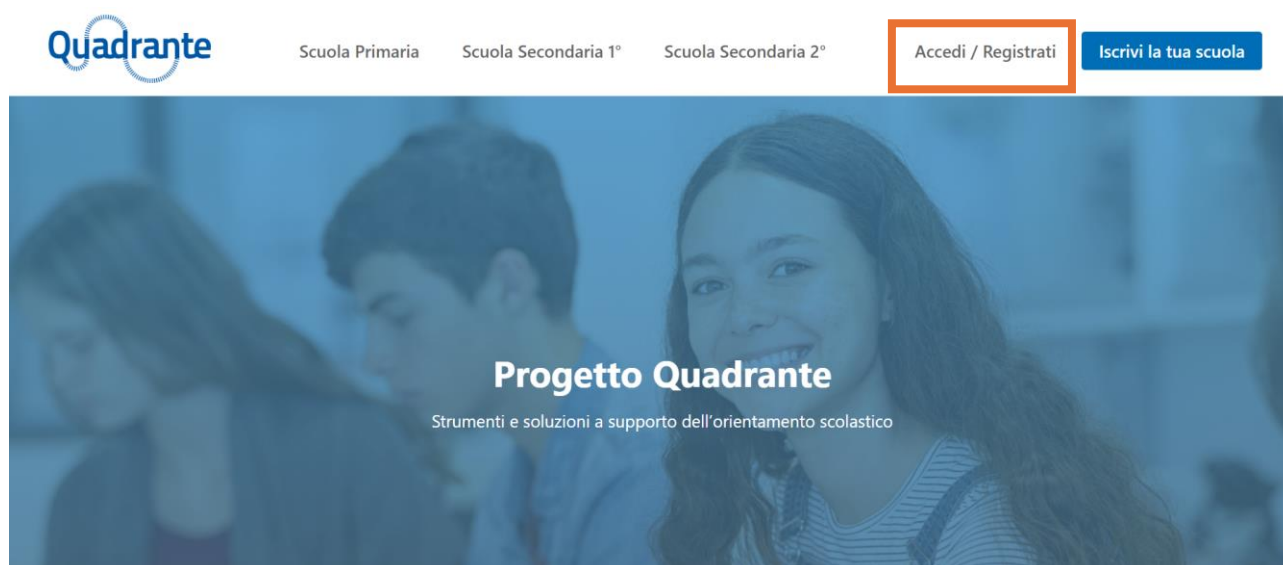 Quadrante
Scuola Primaria Scuola Secondaria 1° Scuola Secondaria 2° Accedi / Registrati Iscrivi la tua scuola
Progetto Quadrante
Strumenti e soluzioni a supporto dell'orientamento scolastico